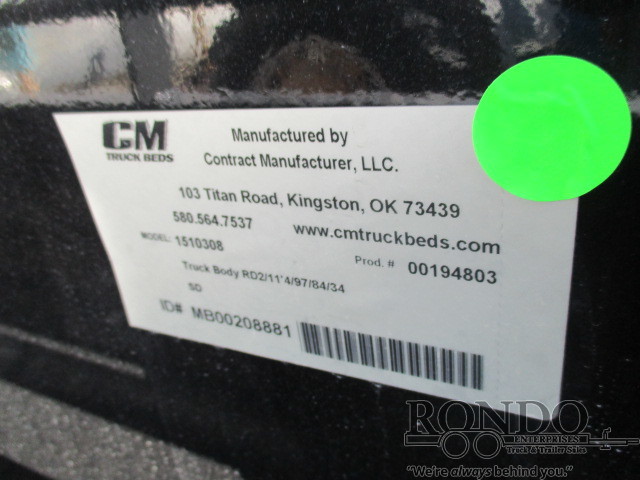 CM
TRUCK BEDS
Manufactured by
Contract Manufacturer, LLC.
103 Titan Road, Kingston, OK 73439
580.564.7537 www.cmtruckbeds.com
MODEL: 1510308 Prod. # 00194803
Truck Body RD2/11'4/97/84/34
SD
ID# MB00208881
RONDO
ENTERPRISES
Truck & Trailer Sales
"We're always behind you."